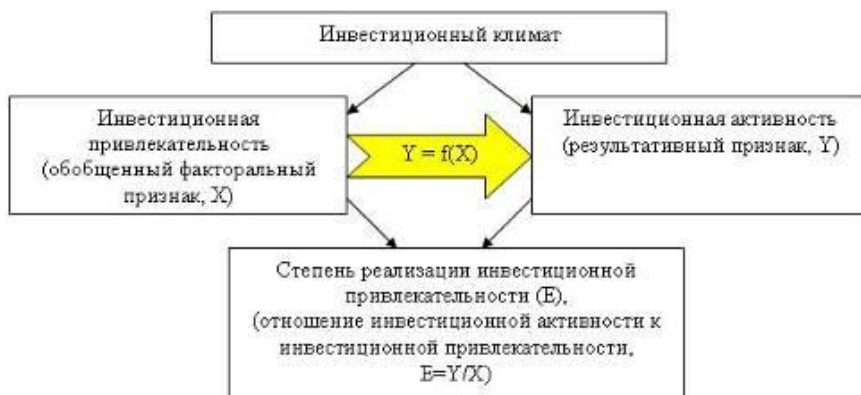 Инвестиционный климат
Инвестиционная
привлекательность
(обобщенный факторальный
признак, X)
Y = f(X)
Инвестиционная активность
(результативный признак, Y)
Степень реализации инвестиционной
привлекательности (E),
(отношение инвестиционной активности к
инвестиционной привлекательности,
E=Y/X)